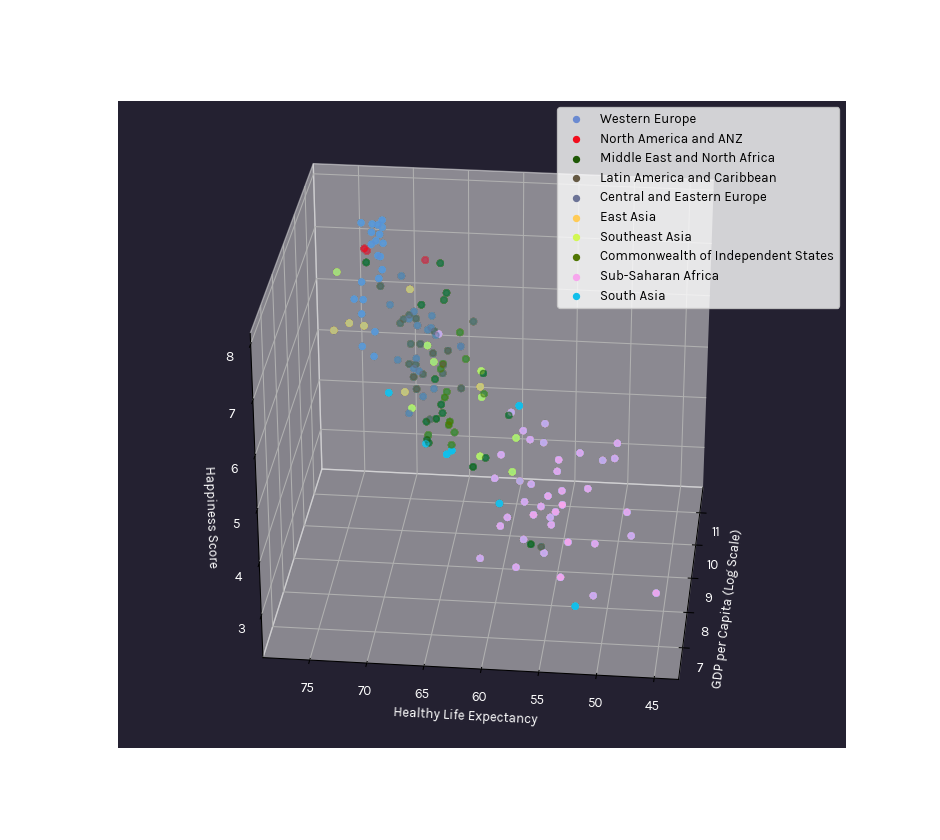 Western Europe
North America and ANZ
Middle East and North Africa
Latin America and Caribbean
Central and Eastern Europe
East Asia
Southeast Asia
Commonwealth of Independent States
Sub-Saharan Africa
South Asia
8
7
6
5
4
3
Happiness Score
75
70
65
60
55
50
45
Healthy Life Expectancy
11
10
9
8
7
GDP per Capita (Log Scale)